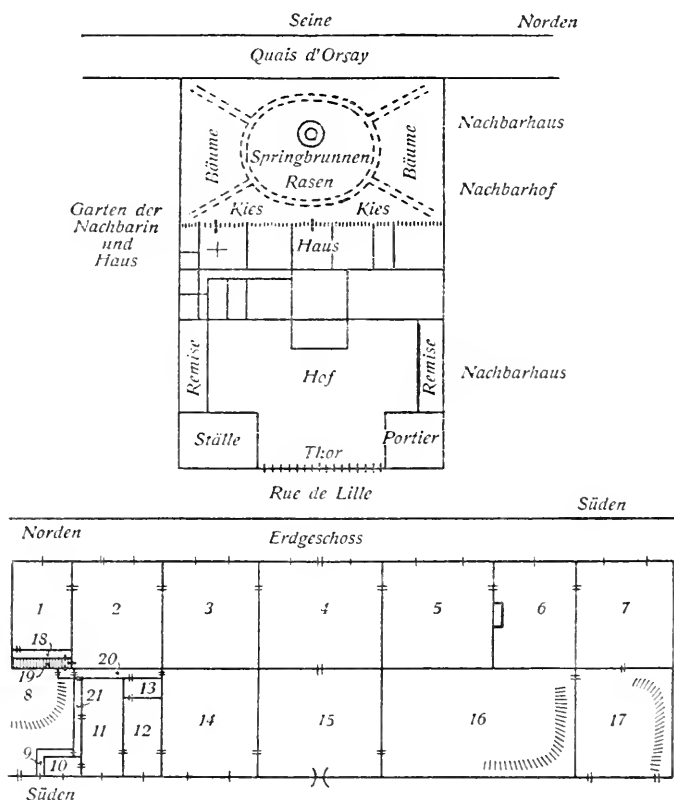 Seine Norden
Quais d'Orsay
Bäume
Bäume
Springbrunnen
Rasen
Kies
Kies
Nachbarhaus
Nachbarhof
Garten der
Nachbarin
und
Haus
Haus
Remise
Hof
Remise
Nachbarhaus
Ställe
Thor
Portier
Rue de Lille
Süden
Norden
Erdgeschoss
1 2 3 4 5 6 7
18
19
20
8
21
13
9
10
11
12
14 15 16 17
Süden